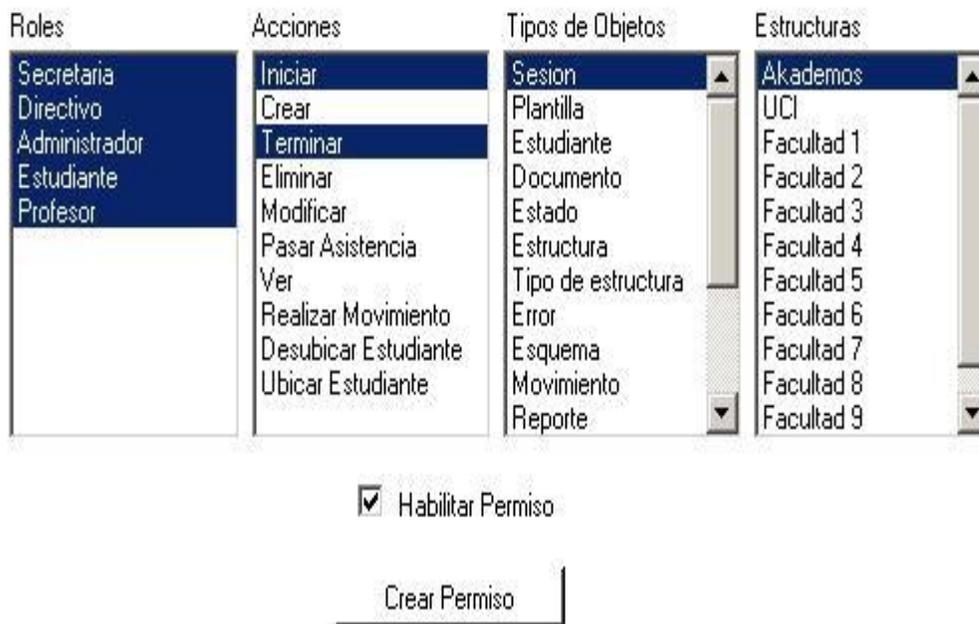 Roles
Secretaria
Directivo
Administrador
Estudiante
Profesor
Acciones
Iniciar
Crear
Terminar
Eliminar
Modificar
Pasar Asistencia
Ver
Realizar Movimiento
Desubicar Estudiante
Ubicar Estudiante
Tipos de Objetos
Sesion
Plantilla
Estudiante
Documento
Estado
Estructura
Tipo de estructura
Error
Esquema
Movimiento
Reporte
Estructuras
Akademos
UCI
Facultad 1
Facultad 2
Facultad 3
Facultad 4
Facultad 5
Facultad 6
Facultad 7
Facultad 8
Facultad 9
Habilitar Permiso
Crear Permiso